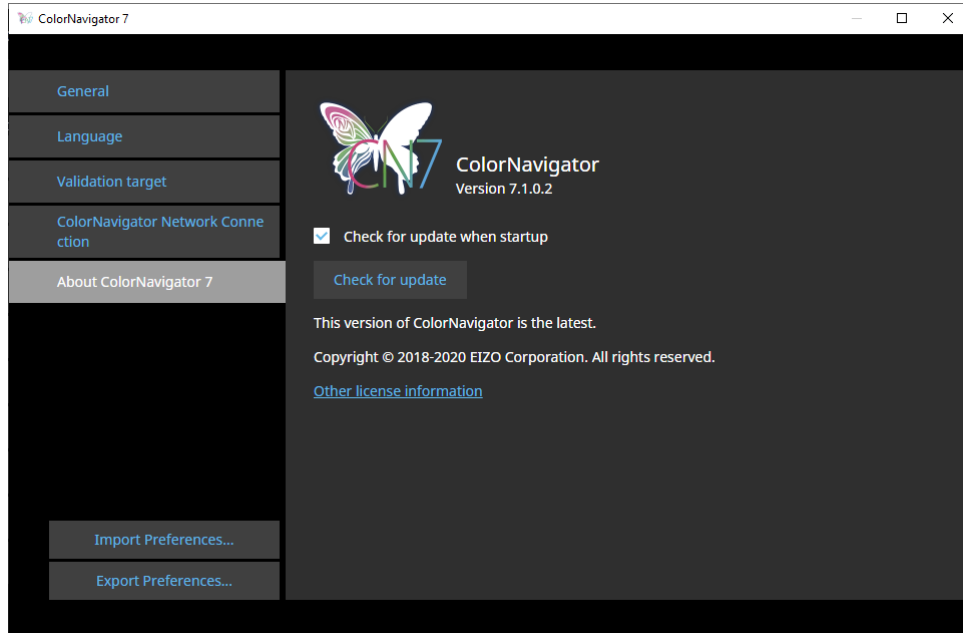 ColorNavigator 7
General
Language
Validation target
ColorNavigator Network Conne
ction
About ColorNavigator 7
Import Preferences...
Export Preferences...
CN7
ColorNavigator
Version 7.1.0.2
Check for update when startup
Check for update
This version of ColorNavigator is the latest.
Copyright © 2018-2020 EIZO Corporation. All rights reserved.
Other license information